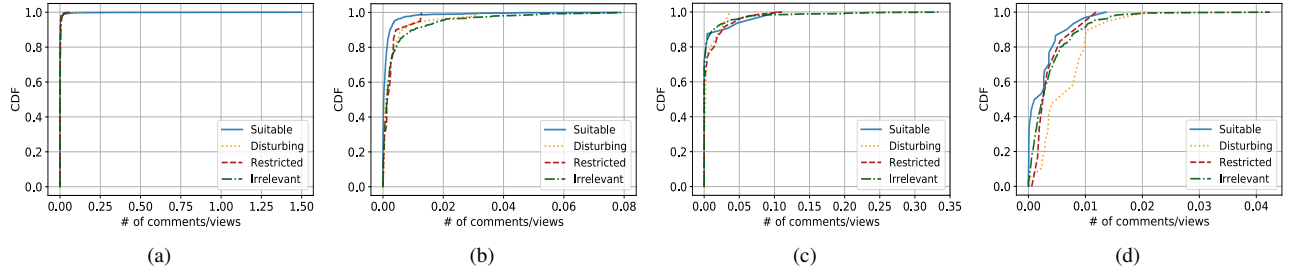 CDF
1.0
0.8
0.6
0.4
0.2
0.0
Suitable
Disturbing
Restricted
Irrelevant
0.00 0.25 0.50 0.75 1.00 1.25 1.50
# of comments/views
(a)
CDF
1.0
0.8
0.6
0.4
0.2
0.0
Suitable
Disturbing
Restricted
Irrelevant
0.00 0.02 0.04 0.06 0.08
# of comments/views
(b)
CDF
1.0
0.8
0.6
0.4
0.2
0.0
Suitable
Disturbing
Restricted
Irrelevant
0.00 0.05 0.10 0.15 0.20 0.25 0.30 0.35
# of comments/views
(c)
CDF
1.0
0.8
0.6
0.4
0.2
0.0
Suitable
Disturbing
Restricted
Irrelevant
0.00 0.01 0.02 0.03 0.04
# of comments/views
(d)